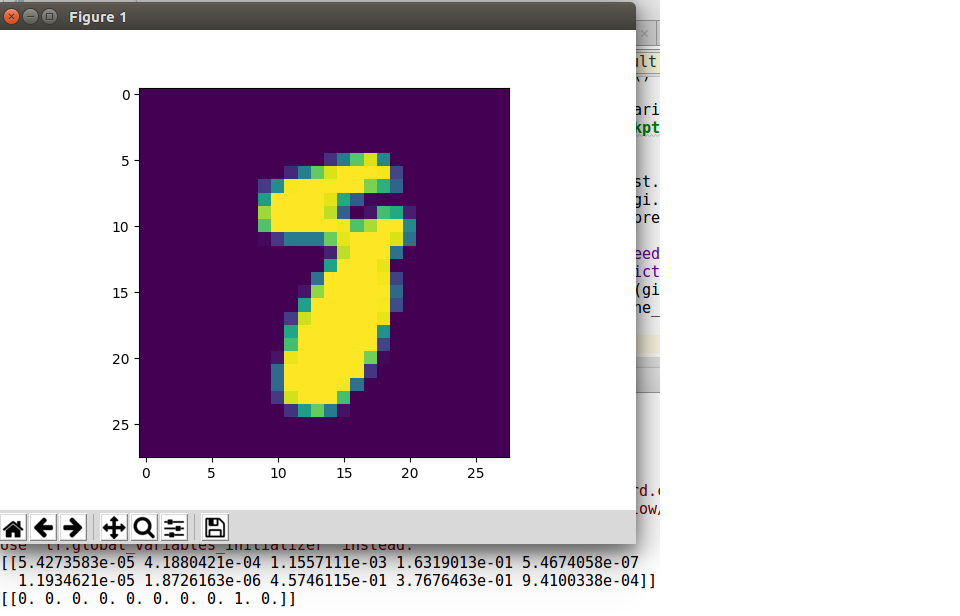 Figure 1
ult
0
ari
kpt
5
st.
gi.
10
pre
eed
ict
15
(gi
ne_
20
25
0 5 10 15 20 25
rd.
low/
Use `tf.global_variables_initializer` instead.
[[5.4273583e-05 4.1880421e-04 1.1557111e-03 1.6319013e-01 5.4674058e-07
1.1934621e-05 1.8726163e-06 4.5746115e-01 3.7676463e-01 9.4100338e-04]]
[[0. 0. 0. 0. 0. 0. 0. 0. 1. 0.]]